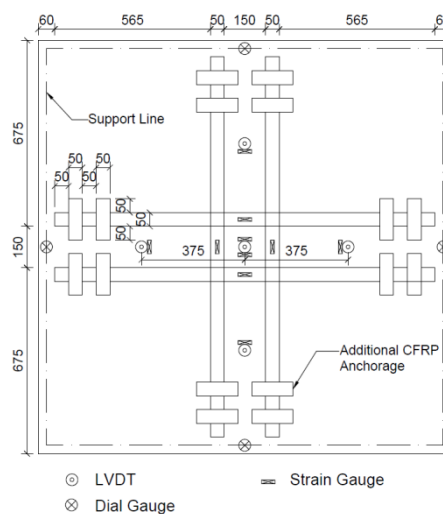 60 565 50 150 50 565 6
675
Support Line
50
50 50
50
50
50
150
375 375
675
Additional CFRP
Anchorage
LVDT Strain Gauge
Dial Gauge